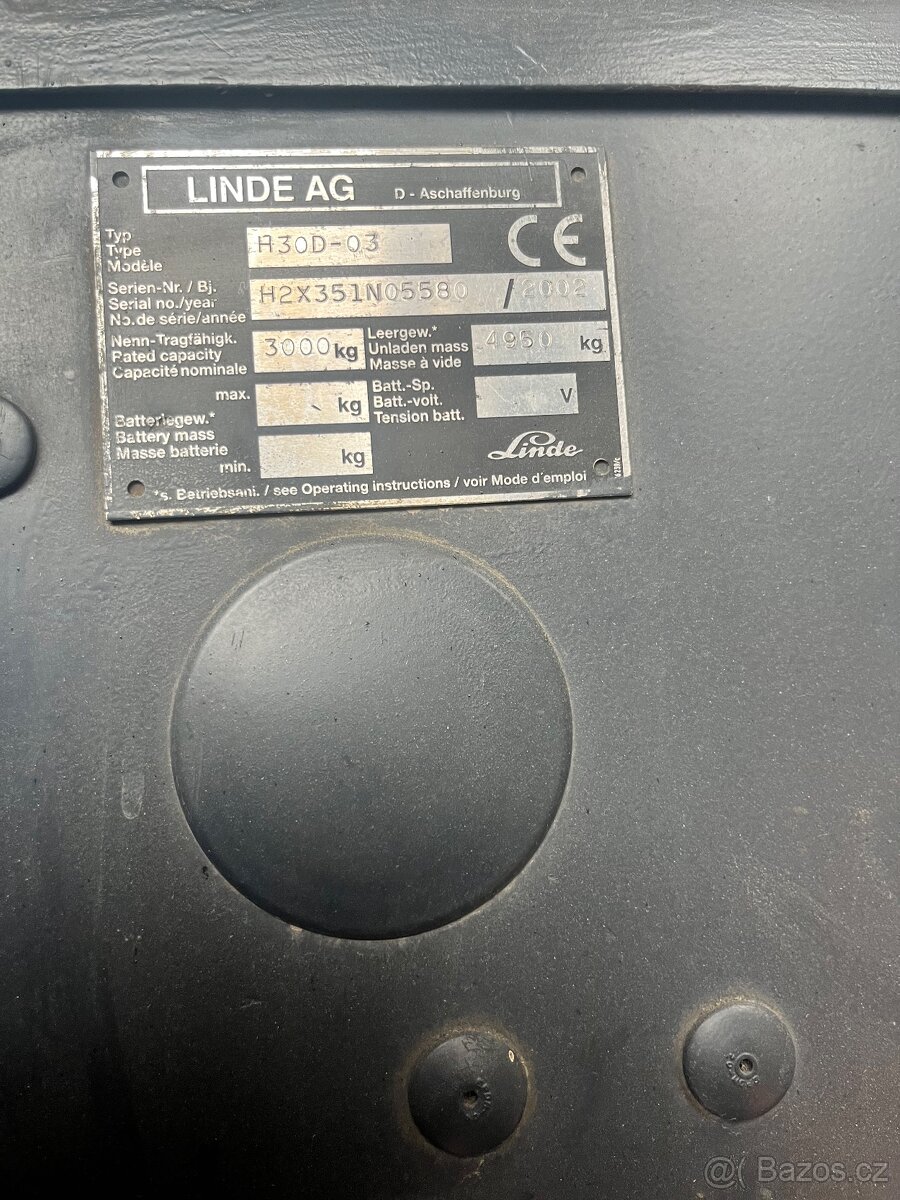 LINDE AG D - Aschaffenburg
Typ
Type
Modèle
H30D-03
CE
Serien-Nr. / Bj.
Serial no./year
No.de série/année
H2X351N05580 / 2002
Nenn-Tragfähigk.
Rated capacity
Capacité nominale
3000 kg
Leergew.*
Unladen mass
Masse à vide
4950 kg
max.
kg
Batteriegew.*
Battery mass
Masse batterie
min.
kg
Batt.-Sp.
Batt.-volt.
Tension batt.
V
Linde
*s. Betriebsanl. / see Operating instructions / voir Mode d'emploi
@( Bazos.cz